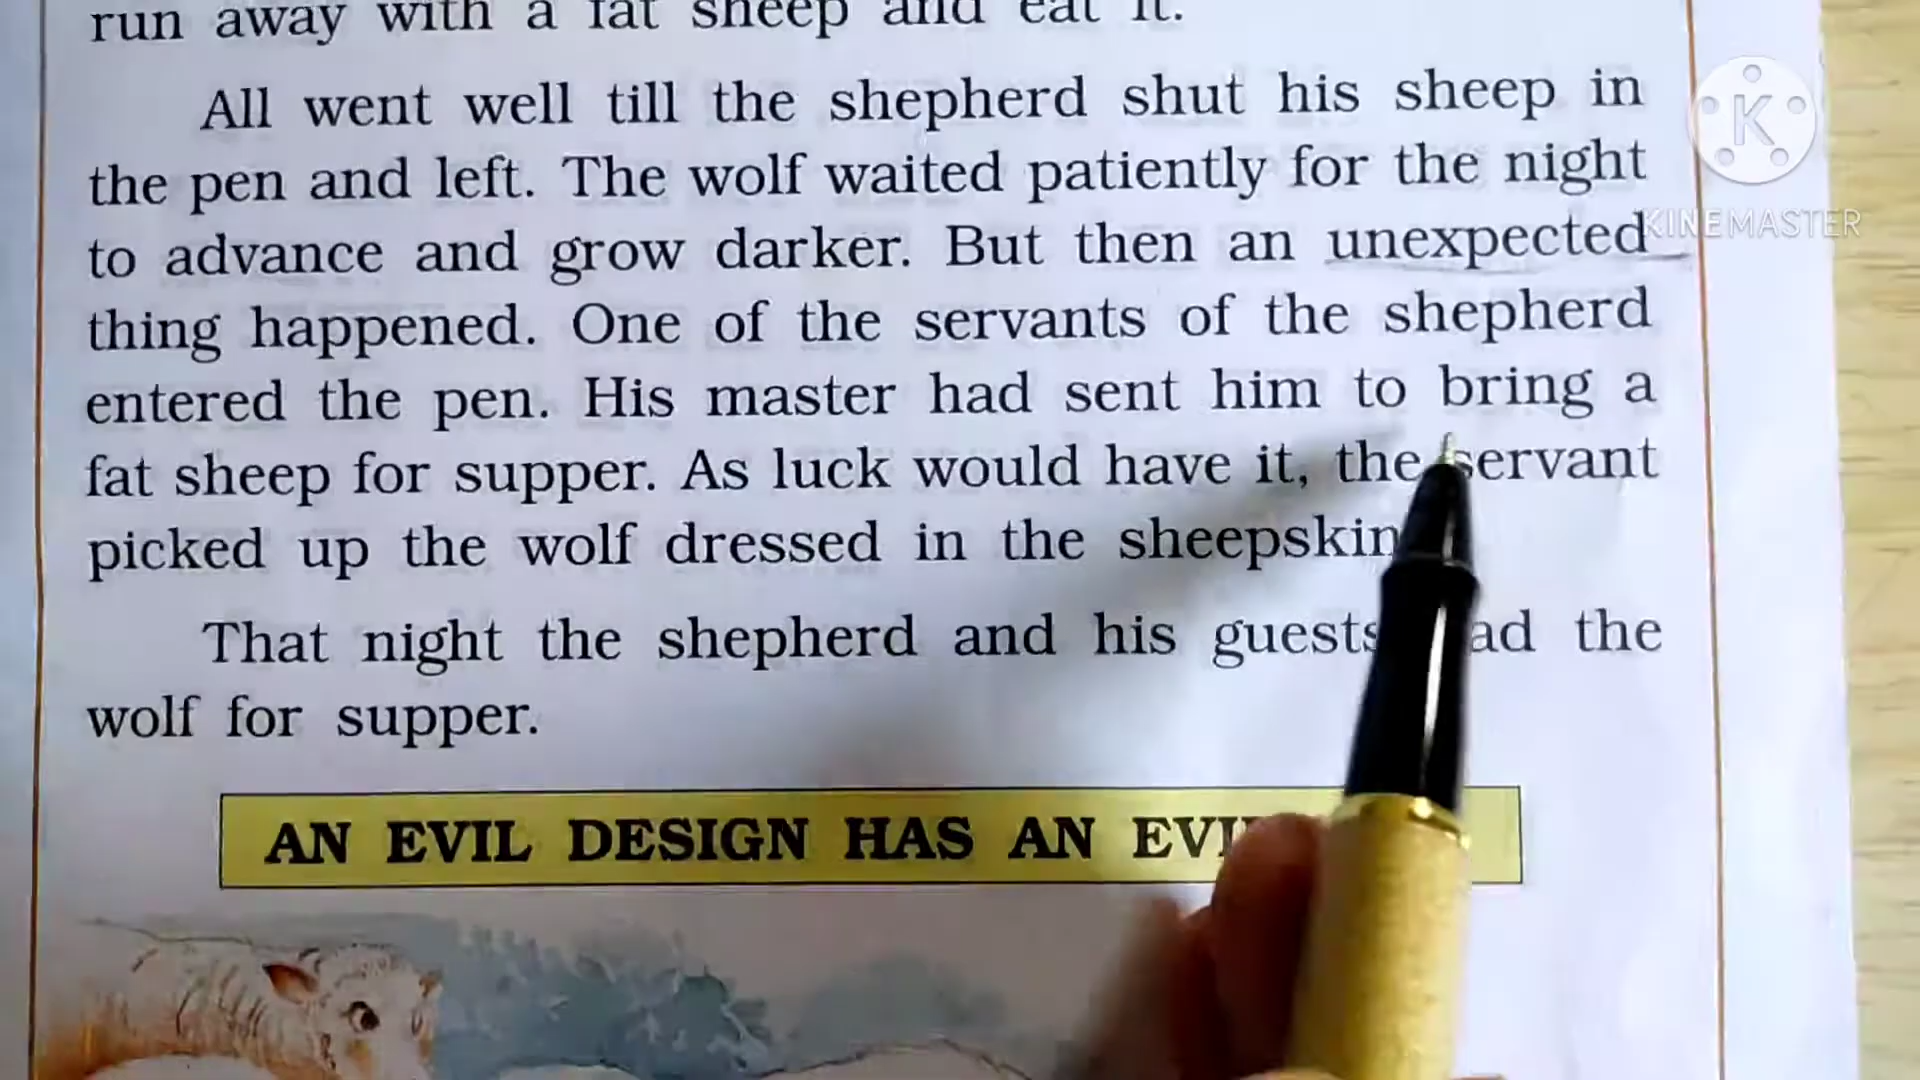 run away with a fat sheep and eat it.
All went well till the shepherd shut his sheep in
the pen and left. The wolf waited patiently for the night
to advance and grow darker. But then an unexpected
thing happened. One of the servants of the shepherd
entered the pen. His master had sent him to bring a
fat sheep for supper. As luck would have it, the servant
picked up the wolf dressed in the sheepskin
That night the shepherd and his guests the
wolf for supper.
AN EVIL DESIGN HAS AN
K
KINEMASTER